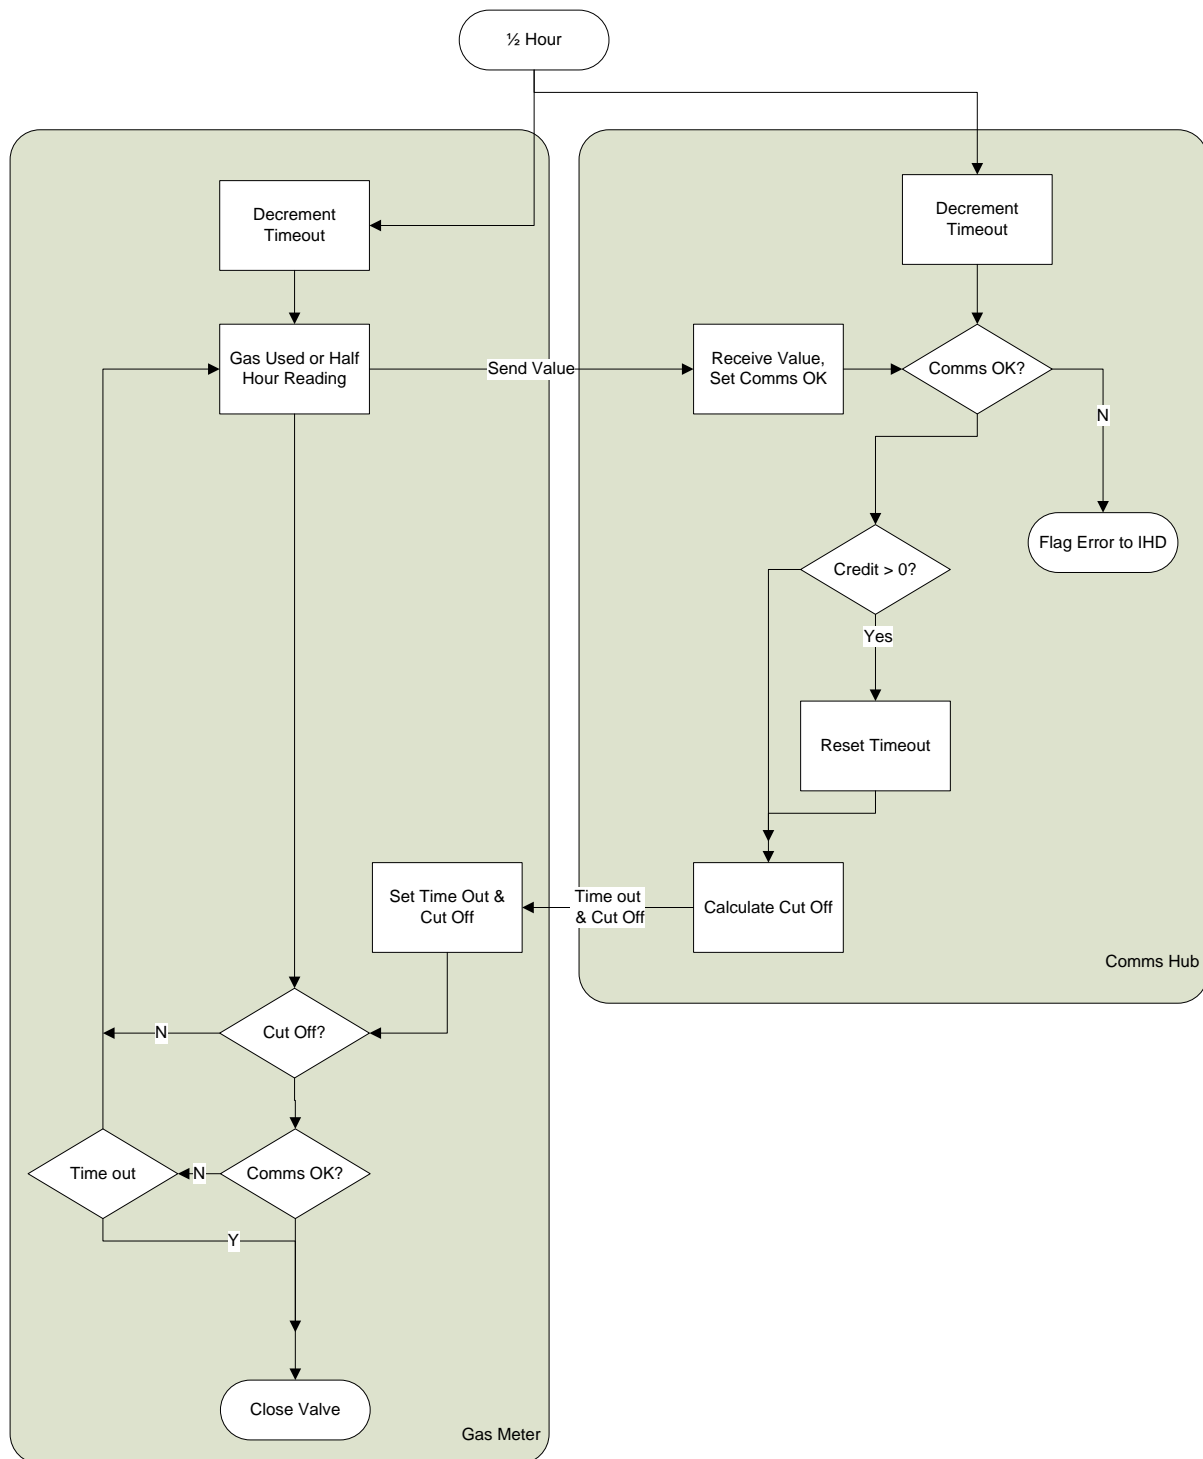 ½ Hour
Decrement
Timeout
Decrement
Timeout
Gas Used or Half
Hour Reading
Send Value
Receive Value,
Set Comms OK
Comms OK?
N
Flag Error to IHD
Credit > 0?
Yes
Reset Timeout
Set Time Out &
Cut Off
Time out
& Cut Off
Calculate Cut Off
Comms Hub
Cut Off?
N
Time out
N
Comms OK?
Y
Close Valve
Gas Meter